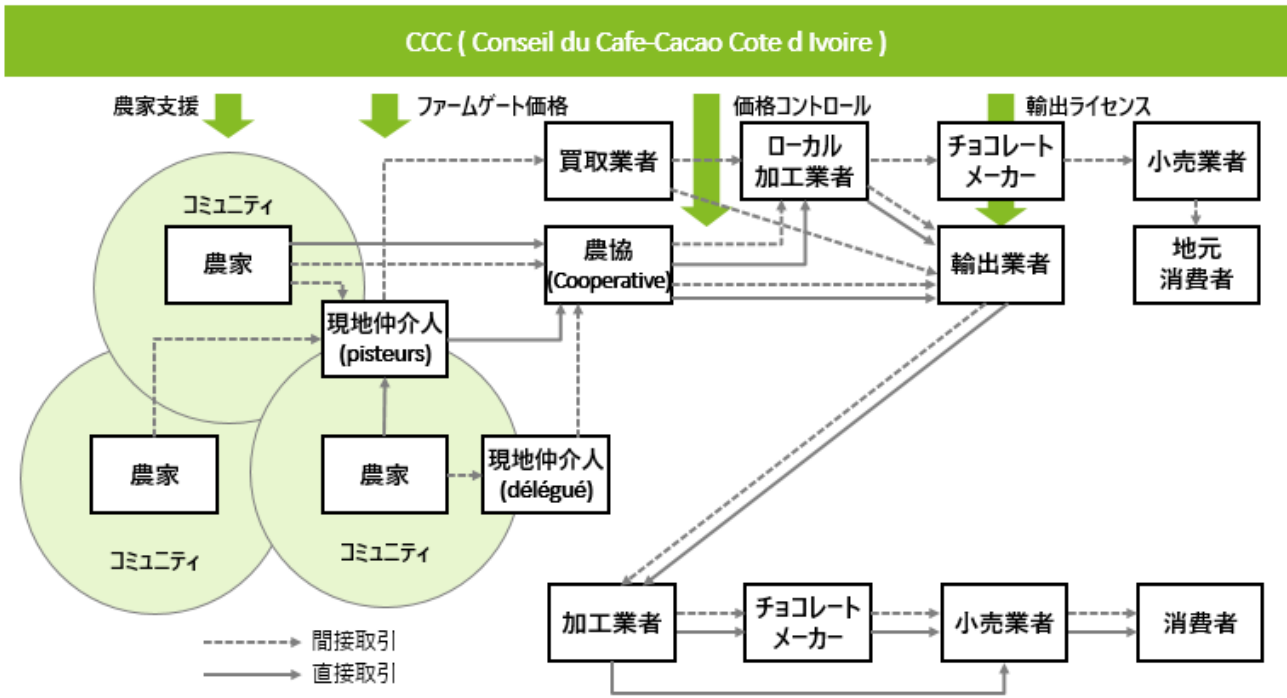 CCC ( Conseil du Cafe-Cacao Cote d Ivoire )
農家支援
ファームゲート価格
価格コントロール
輸出ライセンス
買取業者
ローカル
加工業者
チョコレート
メーカー
小売業者
コミュニティ
農家
農協
(Cooperative)
輸出業者
地元
消費者
現地仲介人
(pisteurs)
農家
農家
現地仲介人
(délégué)
コミュニティ
コミュニティ
加工業者
チョコレート
メーカー
小売業者
消費者
間接取引
直接取引